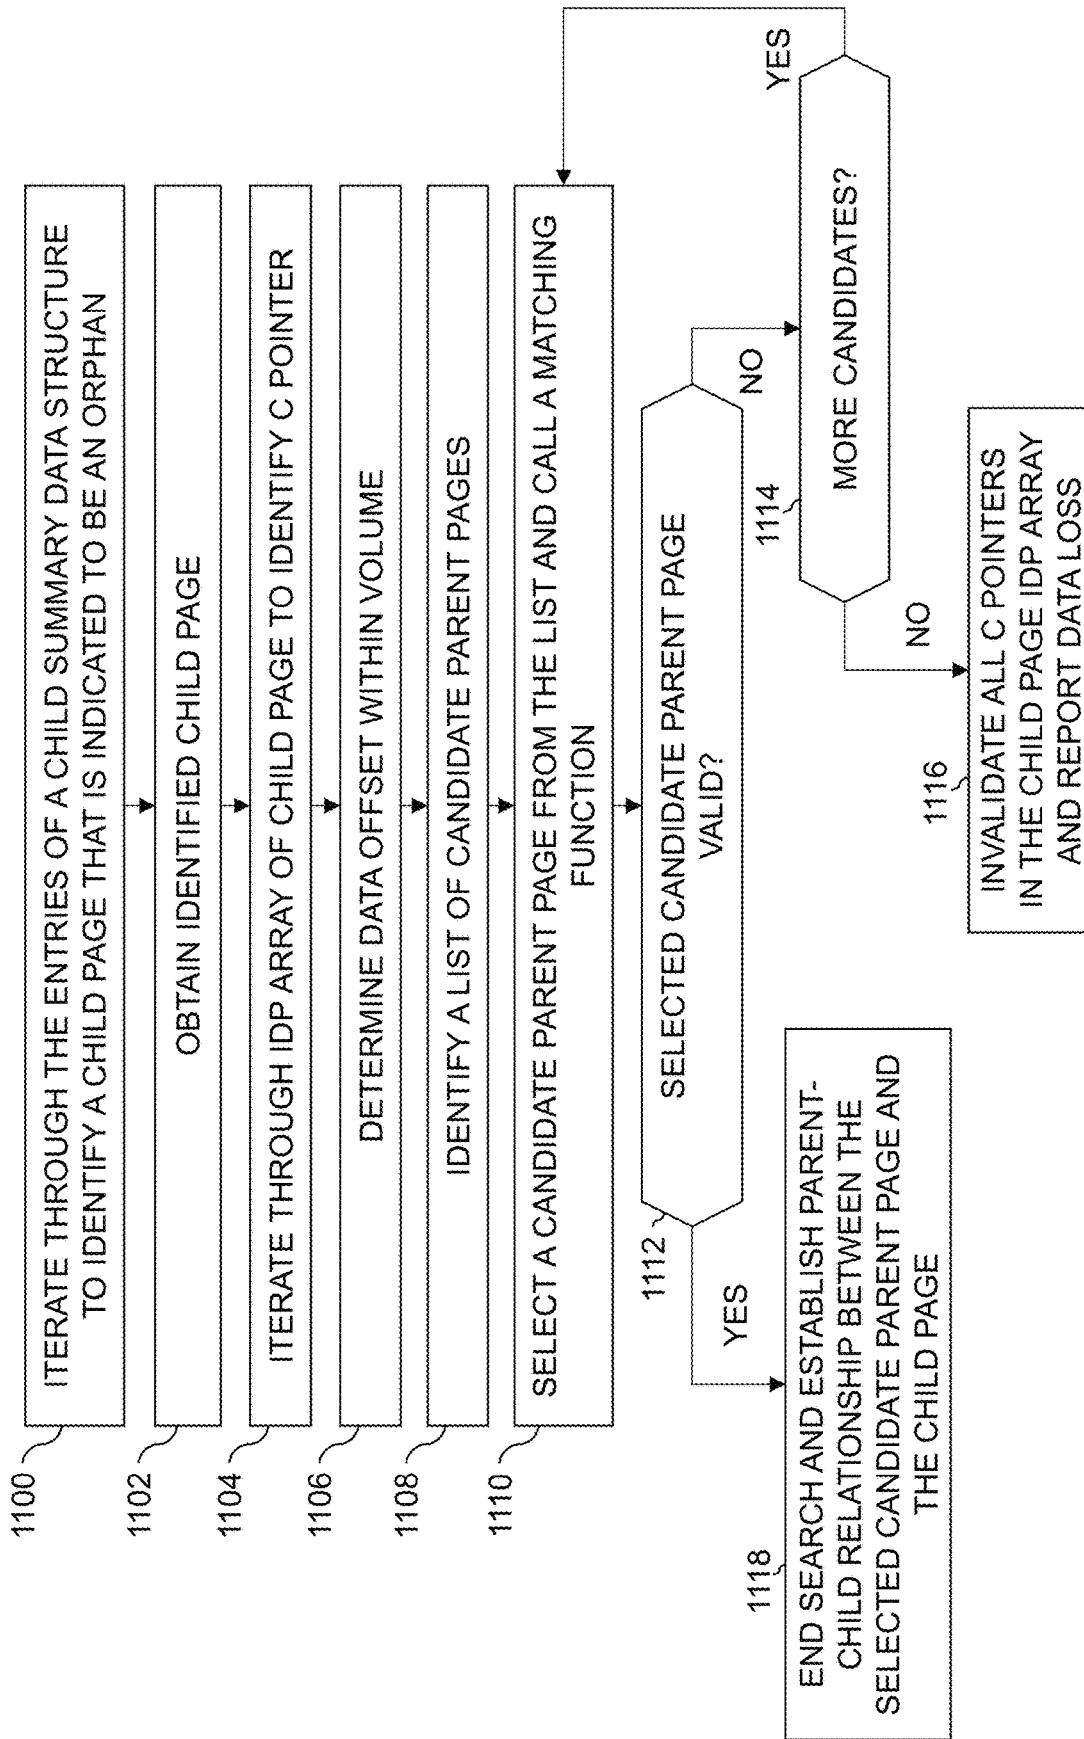 1100
ITERATE THROUGH THE ENTRIES OF A CHILD SUMMARY DATA STRUCTURE
TO IDENTIFY A CHILD PAGE THAT IS INDICATED TO BE AN ORPHAN
1102
OBTAIN IDENTIFIED CHILD PAGE
1104
ITERATE THROUGH IDP ARRAY OF CHILD PAGE TO IDENTIFY C POINTER
1106
DETERMINE DATA OFFSET WITHIN VOLUME
1108
IDENTIFY A LIST OF CANDIDATE PARENT PAGES
1110
SELECT A CANDIDATE PARENT PAGE FROM THE LIST AND CALL A MATCHING
FUNCTION
1112
SELECTED CANDIDATE PARENT PAGE
VALID?
YES
NO
1118
END SEARCH AND ESTABLISH PARENT-
CHILD RELATIONSHIP BETWEEN THE
SELECTED CANDIDATE PARENT PAGE AND
THE CHILD PAGE
1114
MORE CANDIDATES?
YES
NO
1116
INVALIDATE ALL C POINTERS
IN THE CHILD PAGE IDP ARRAY
AND REPORT DATA LOSS